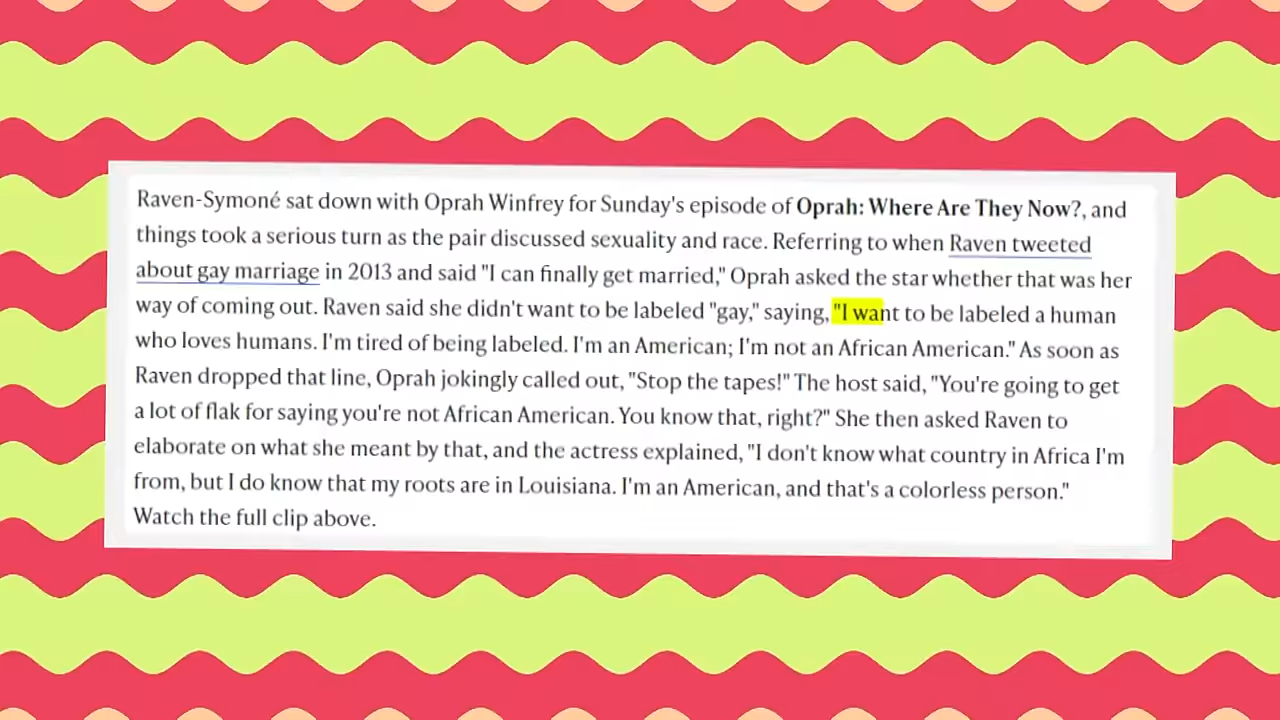 Raven-Symoné sat down with Oprah Winfrey for Sunday's episode of Oprah: Where Are They Now?, and
things took a serious turn as the pair discussed sexuality and race. Referring to when Raven tweeted
about gay marriage in 2013 and said "I can finally get married," Oprah asked the star whether that was her
way of coming out. Raven said she didn't want to be labeled "gay," saying, "I want to be labeled a human
who loves humans. I'm tired of being labeled. I'm an American; I'm not an African American." As soon as
Raven dropped that line, Oprah jokingly called out, "Stop the tapes!" The host said, "You're going to get
a lot of flak for saying you're not African American. You know that, right?" She then asked Raven to
elaborate on what she meant by that, and the actress explained, "I don't know what country in Africa I'm
from, but I do know that my roots are in Louisiana. I'm an American, and that's a colorless person."
Watch the full clip above.